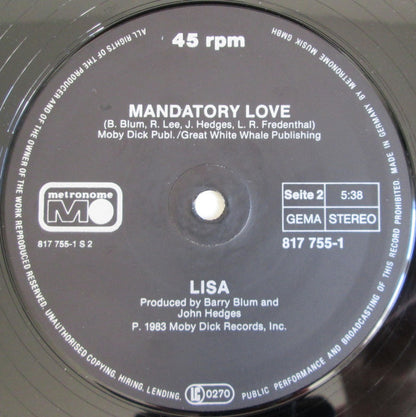 45 rpm
MANDATORY LOVE
(B. Blum, R. Lee, J. Hedges, L. R. Fredenthal)
Moby Dick Publ./Great White Whale Publishing
metronome
M
817 755-1 S 2
Seite 2 5:38
GEMA STEREO
817 755-1
LISA
Produced by Barry Blum and
John Hedges
P. 1983 Moby Dick Records, Inc.
ALL RIGHTS OF THE PRODUCER AND OF THE OWNER OF THE WORK REPRODUCED RESERVED. UNAUTHORISED COPYING, HIRING, LENDING, LC 0270 PUBLIC PERFORMANCE AND BROADCASTING OF THIS RECORD PROHIBITED. MADE IN GERMANY BY METRONOME MUSIK GMBH